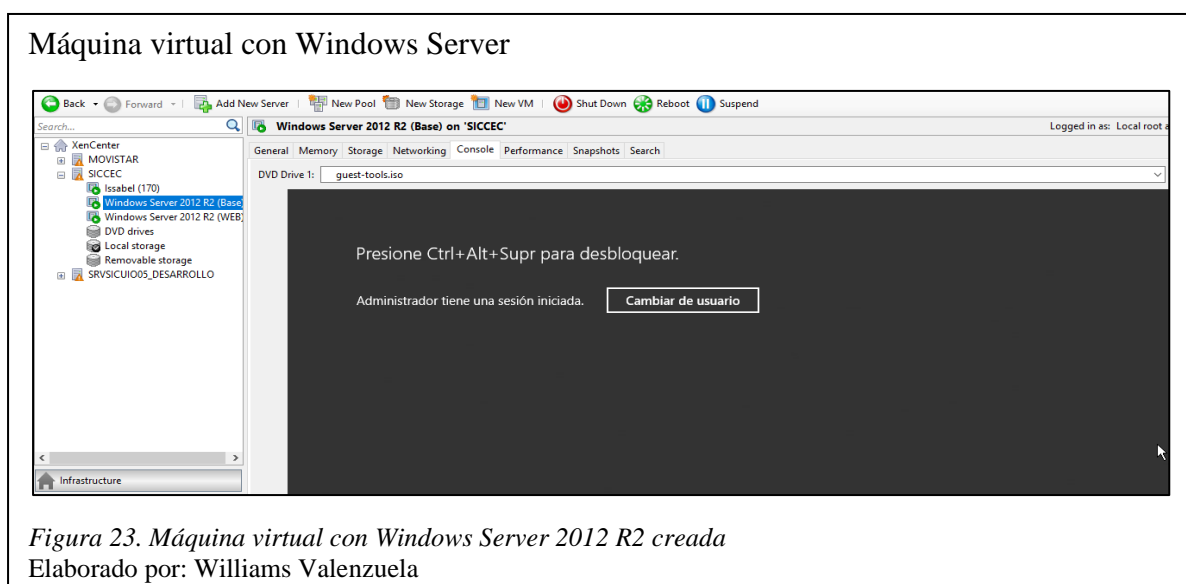 Máquina virtual con Windows Server
Back Forward Add New Server New Pool New Storage New VM Shut Down Reboot Suspend
Search...
Windows Server 2012 R2 (Base) on 'SICCEC'
Logged in as: Local root a
XenCenter
MOVISTAR
SICCEC
Issabel (170)
Windows Server 2012 R2 (Base
Windows Server 2012 R2 (WEB)
DVD drives
Local storage
Removable storage
SRVSICUIO05_DESARROLLO
Infrastructure
General Memory Storage Networking Console Performance Snapshots Search
DVD Drive 1: guest-tools.iso
Presione Ctrl+Alt+Supr para desbloquear.
Administrador tiene una sesión iniciada. Cambiar de usuario
Figura 23. Máquina virtual con Windows Server 2012 R2 creada
Elaborado por: Williams Valenzuela